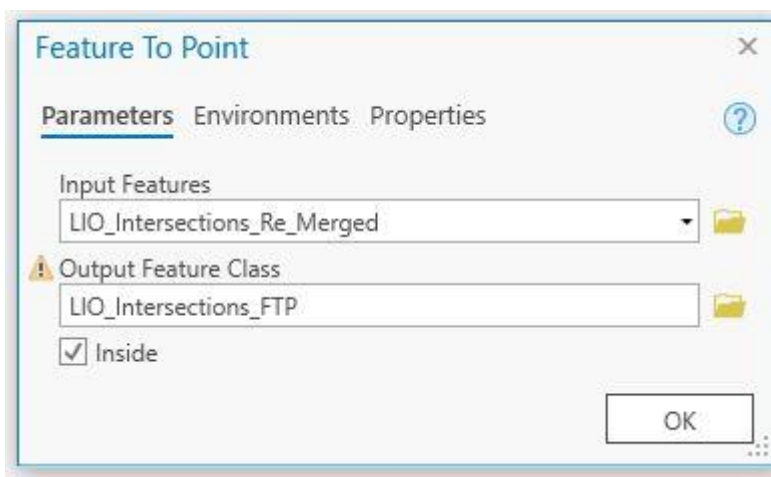 Feature To Point
Parameters Environments Properties
Input Features
LIO_Intersections_Re_Merged
Output Feature Class
LIO_Intersections_FTP
Inside
OK